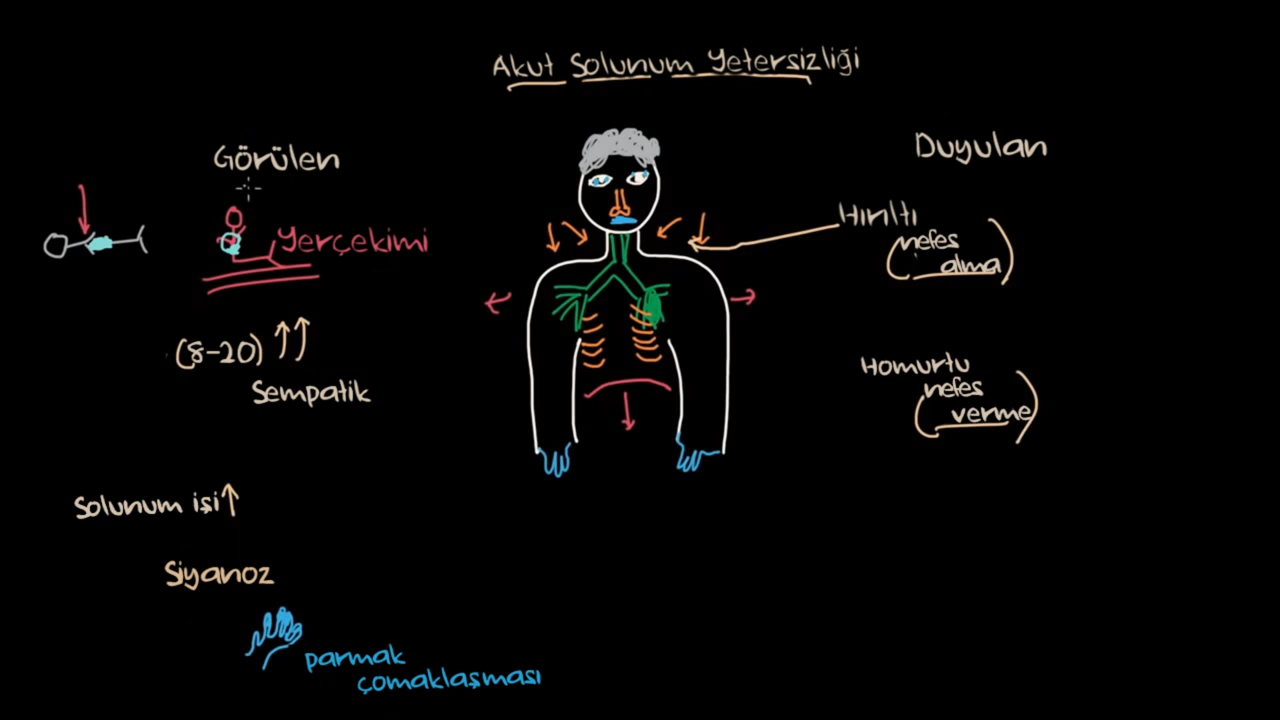 Akut Solunum Yetersizliği
Görülen
Yerçekimi
(8-20) ↑↑
Sempatik
Solunum işi ↑
Siyanoz
parmak
çomaklaşması
Duyulan
Hırıltı
(nefes
alma)
Homurtu
(nefes
verme)